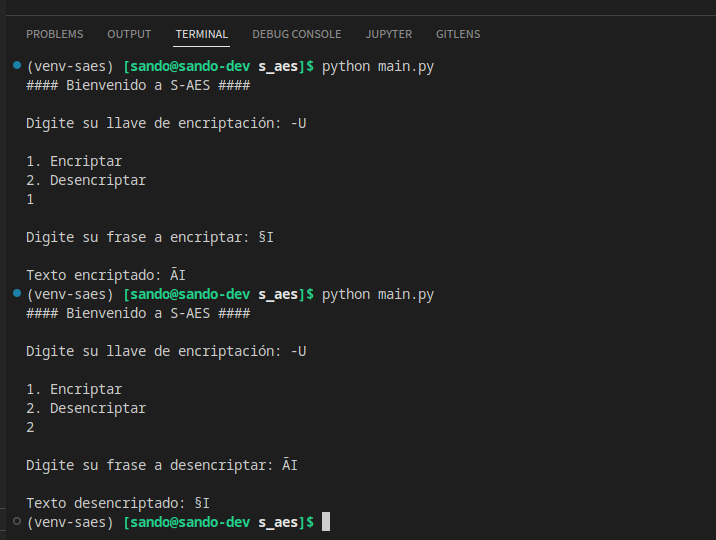 PROBLEMS OUTPUT TERMINAL DEBUG CONSOLE JUPYTER GITLENS
(venv-saes) [sando@sando-dev s_aes]$ python main.py
#### Bienvenido a S-AES ####
Digite su llave de encriptación: -U
1. Encriptar
2. Desencriptar
1
Digite su frase a encriptar: §I
Texto encriptado: ĀI
(venv-saes) [sando@sando-dev s_aes]$ python main.py
#### Bienvenido a S-AES ####
Digite su llave de encriptación: -U
1. Encriptar
2. Desencriptar
2
Digite su frase a desencriptar: ĀI
Texto desencriptado: §I
(venv-saes) [sando@sando-dev s_aes]$